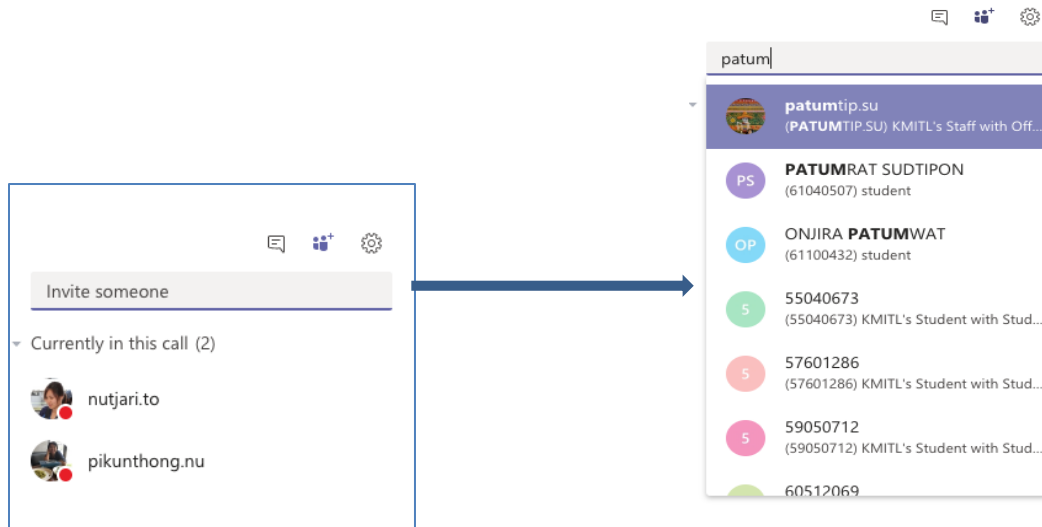 Invite someone
Currently in this call (2)
nutjari.to
pikunthong.nu
patum
patumtip.su
(PATUMTIP.SU) KMITL's Staff with Off...
PS
PATUMRAT SUDTIPON
(61040507) student
OP
ONJIRA PATUMWAT
(61100432) student
5
55040673
(55040673) KMITL's Student with Stud...
5
57601286
(57601286) KMITL's Student with Stud...
5
59050712
(59050712) KMITL's Student with Stud...
60512069